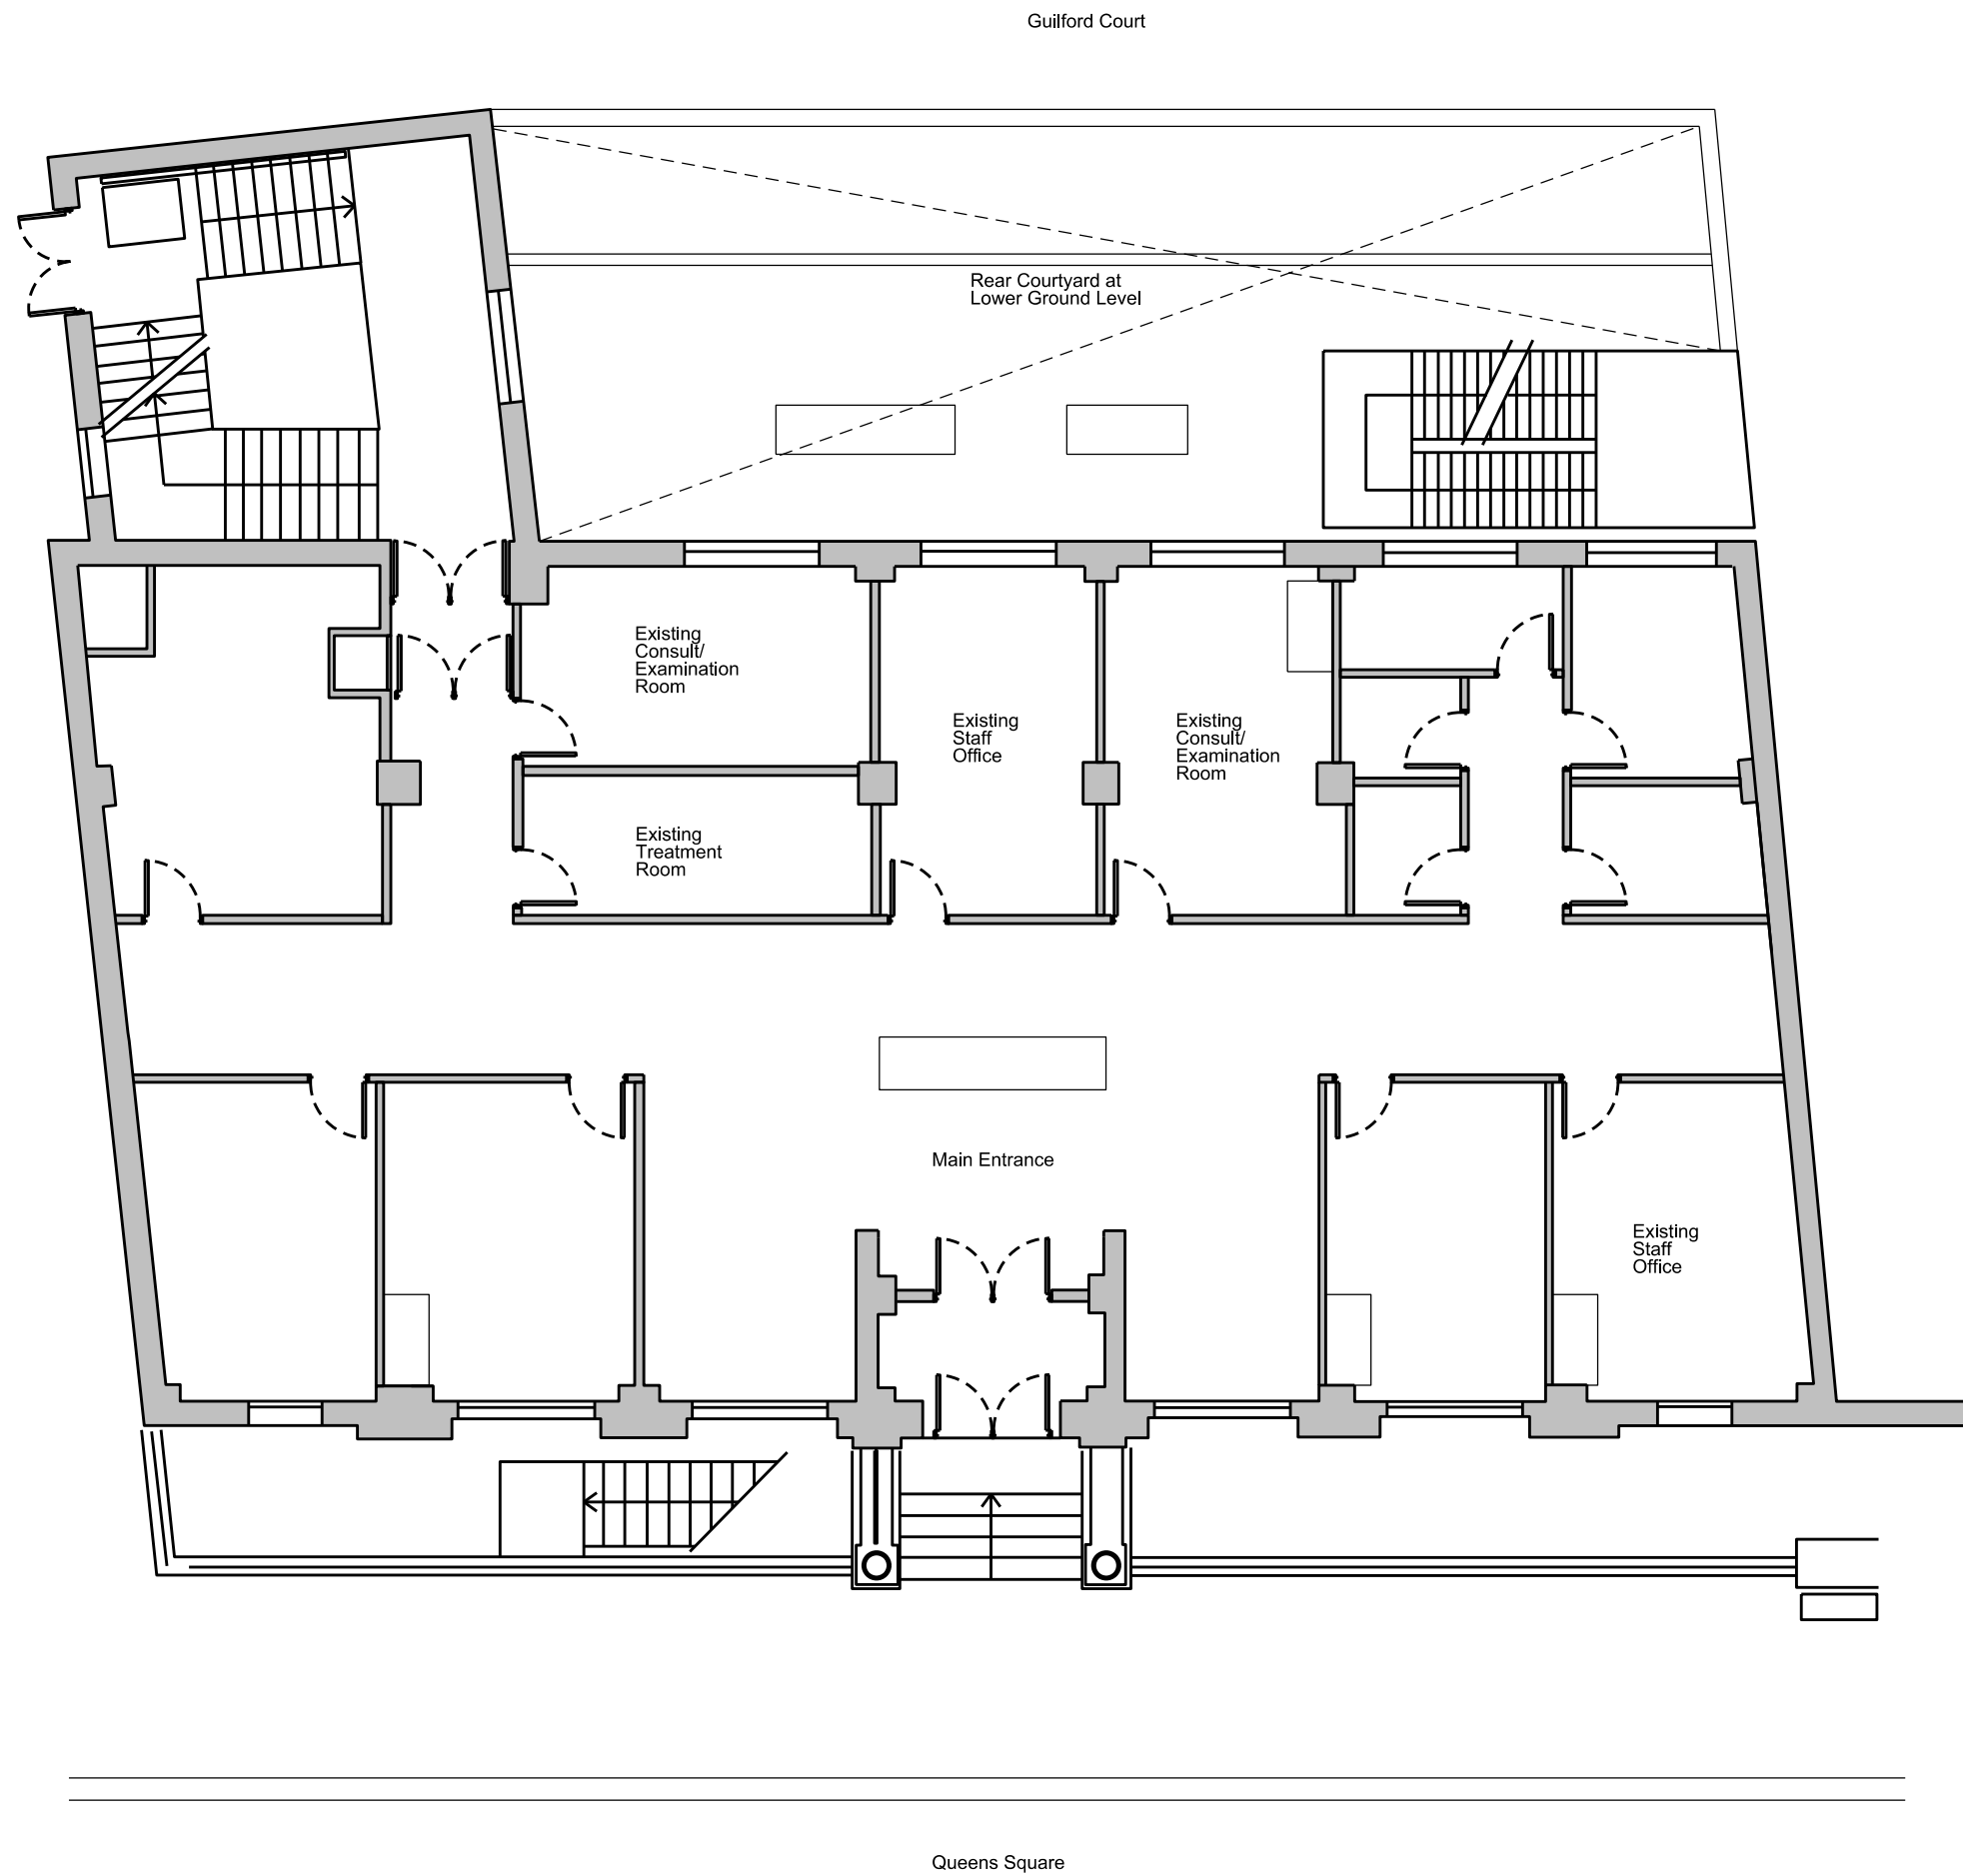 Guilford Court
Rear Courtyard at
Lower Ground Level
Existing
Consult/
Examination
Room
Existing
Staff
Office
Existing
Consult/
Examination
Room
Existing
Treatment
Room
Main Entrance
Existing
Staff
Office
Queens Square